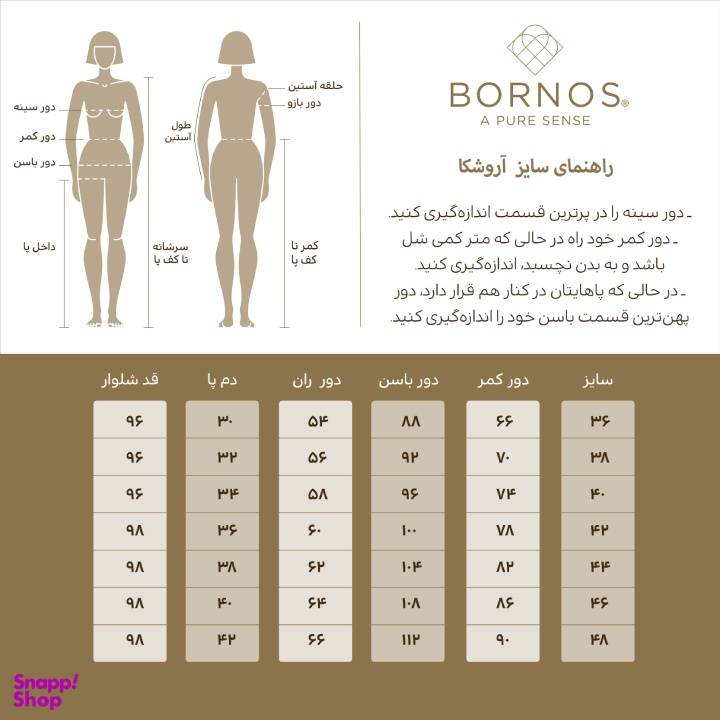 BORNOS®
A PURE SENSE
راهنمای سایز آروشکا
ـ دور سینه را در پرترین قسمت اندازه‌گیری کنید.
ـ دور کمر خود راه در حالی که متر کمی شل
باشد و به بدن نچسبد، اندازه‌گیری کنید.
ـ در حالی که پاهایتان در کنار هم قرار دارد، دور
پهن‌ترین قسمت باسن خود را اندازه‌گیری کنید.
حلقه آستین
دور بازو
طول
آستین
کمر تا
کف پا
دور سینه
دور کمر
دور باسن
داخل پا
سرشانه
تا کف پا
سایز دور کمر دور باسن دور ران دم پا قد شلوار
۳۶ ۶۶ ۸۸ ۵۴ ۳۰ ۹۶
۳۸ ۷۰ ۹۲ ۵۶ ۳۲ ۹۶
۴۰ ۷۴ ۹۶ ۵۸ ۳۴ ۹۶
۴۲ ۷۸ ۱۰۰ ۶۰ ۳۶ ۹۸
۴۴ ۸۲ ۱۰۴ ۶۲ ۳۸ ۹۸
۴۶ ۸۶ ۱۰۸ ۶۴ ۴۰ ۹۸
۴۸ ۹۰ ۱۱۲ ۶۶ ۴۲ ۹۸
Snapp!
Shop